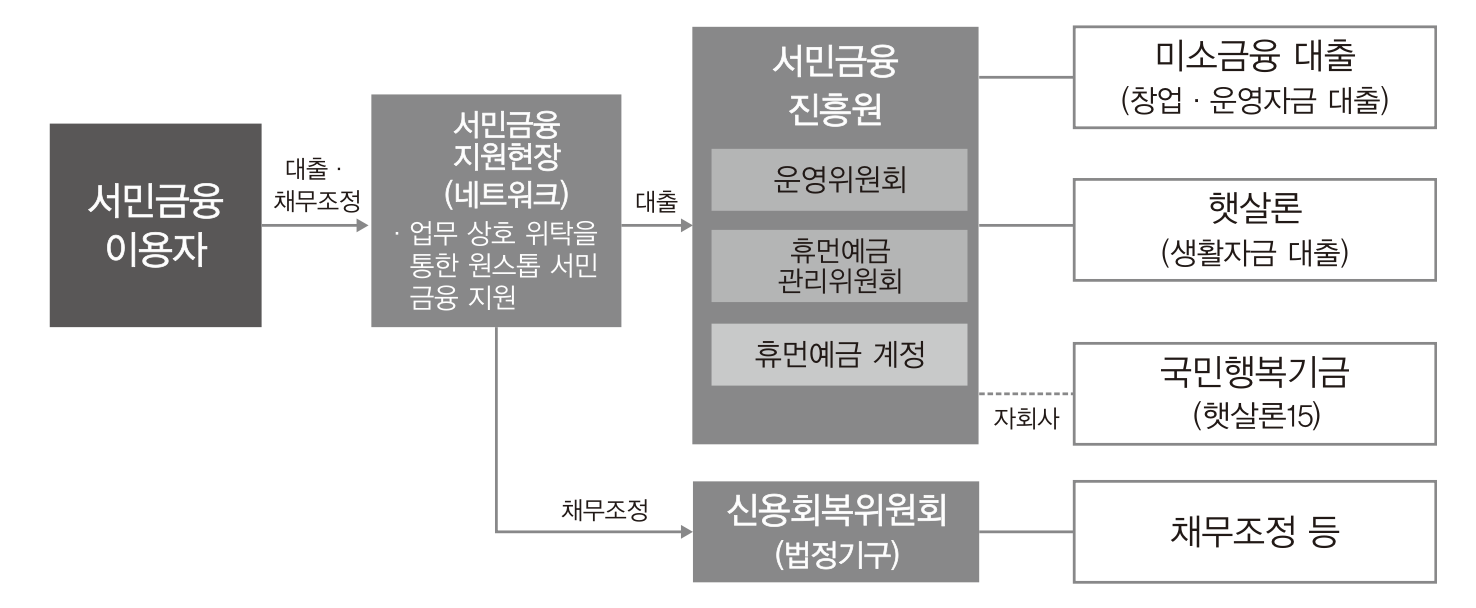 서민금융
이용자
대출 ·
채무조정
서민금융
지원현장
(네트워크)
· 업무 상호 위탁을
통한 원스톱 서민
금융 지원
대출
서민금융
진흥원
운영위원회
휴먼예금
관리위원회
휴먼예금 계정
미소금융 대출
(창업 · 운영자금 대출)
햇살론
(생활자금 대출)
자회사
국민행복기금
(햇살론15)
채무조정
신용회복위원회
(법정기구)
채무조정 등